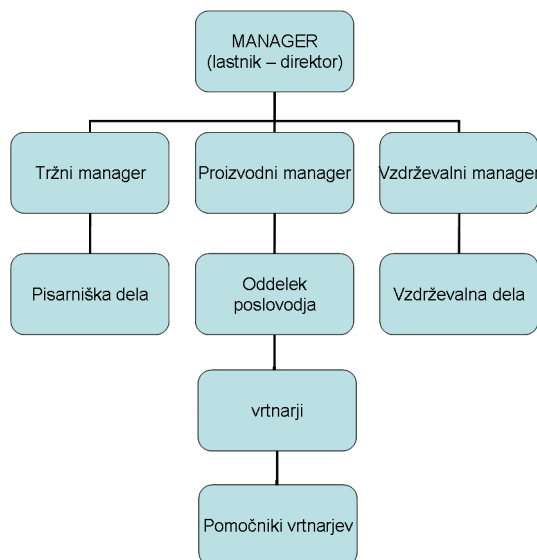 MANAGER
(lastnik – direktor)
Tržni manager
Proizvodni manager
Vzdrževalni manager
Pisarniška dela
Oddelek
poslovodja
Vzdrževalna dela
vrtnarji
Pomočniki vrtnarjev